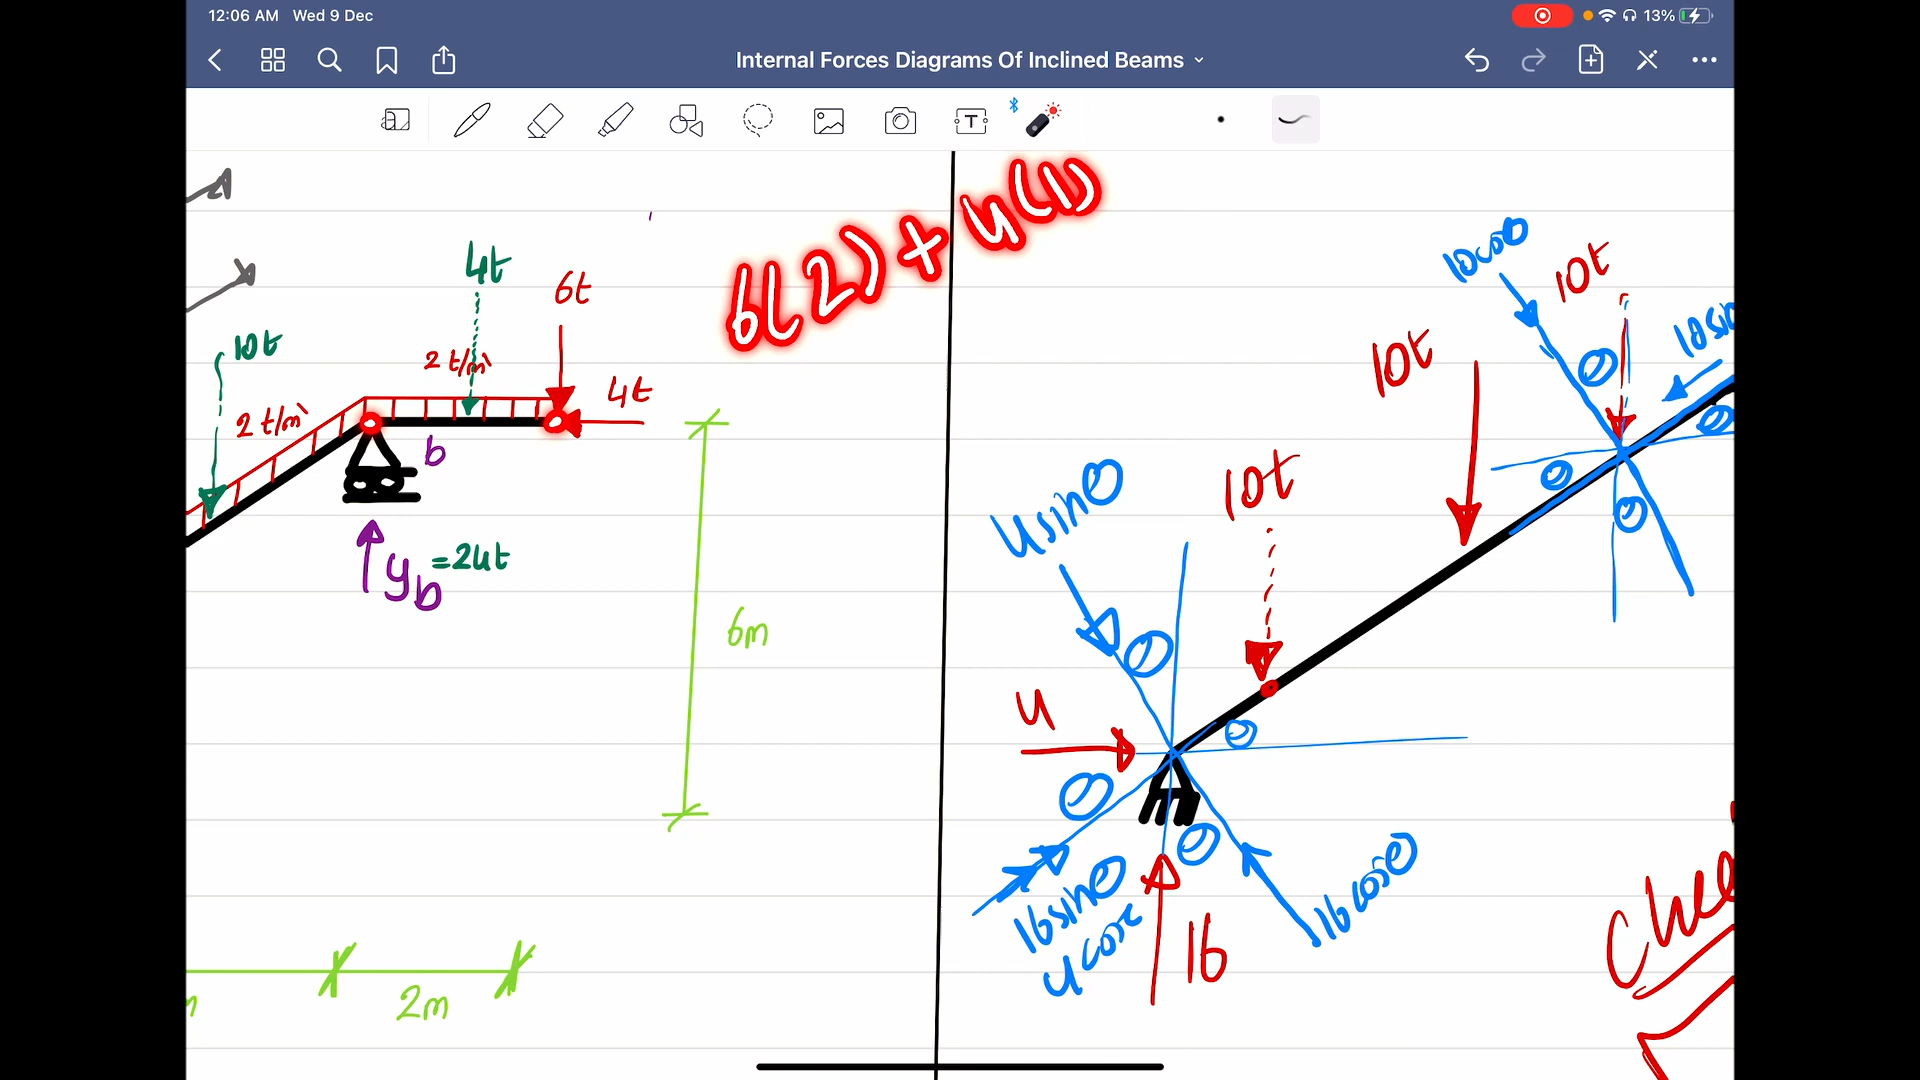 12:06 AM Wed 9 Dec
13%
Internal Forces Diagrams Of Inclined Beams
T
6(2) + 4(1)
4t
6t
10t
2 t/m`
4t
2 t/m`
b
yb = 24t
6m
2m
10cosθ
10t
10t
θ
θ
θ
θ
10t
4sinθ
θ
4
θ
θ
θ
16sinθ
4cos
16cosθ
16